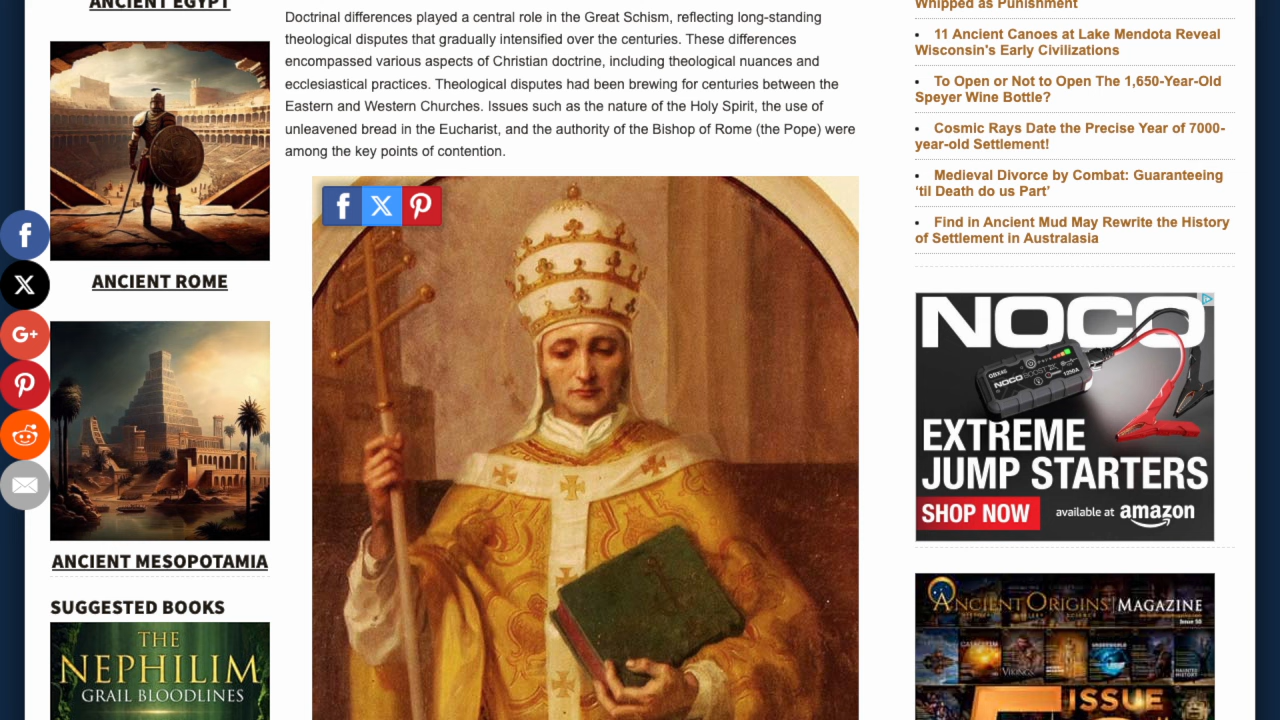 ANCIENT EGYPT
ANCIENT ROME
ANCIENT MESOPOTAMIA
SUGGESTED BOOKS
THE
NEPHILIM
GRAIL BLOODLINES
Doctrinal differences played a central role in the Great Schism, reflecting long-standing
theological disputes that gradually intensified over the centuries. These differences
encompassed various aspects of Christian doctrine, including theological nuances and
ecclesiastical practices. Theological disputes had been brewing for centuries between the
Eastern and Western Churches. Issues such as the nature of the Holy Spirit, the use of
unleavened bread in the Eucharist, and the authority of the Bishop of Rome (the Pope) were
among the key points of contention.
Whipped as Punishment
11 Ancient Canoes at Lake Mendota Reveal
Wisconsin's Early Civilizations
To Open or Not to Open The 1,650-Year-Old
Speyer Wine Bottle?
Cosmic Rays Date the Precise Year of 7000-
year-old Settlement!
Medieval Divorce by Combat: Guaranteeing
‘til Death do us Part’
Find in Ancient Mud May Rewrite the History
of Settlement in Australasia
NOCO
GBX45
NOCO BOOST X
1250A
EXTREME
JUMP STARTERS
SHOP NOW
available at amazon
ANCIENT ORIGINS MAGAZINE
Issue 50
VIKINGS
ISSUE